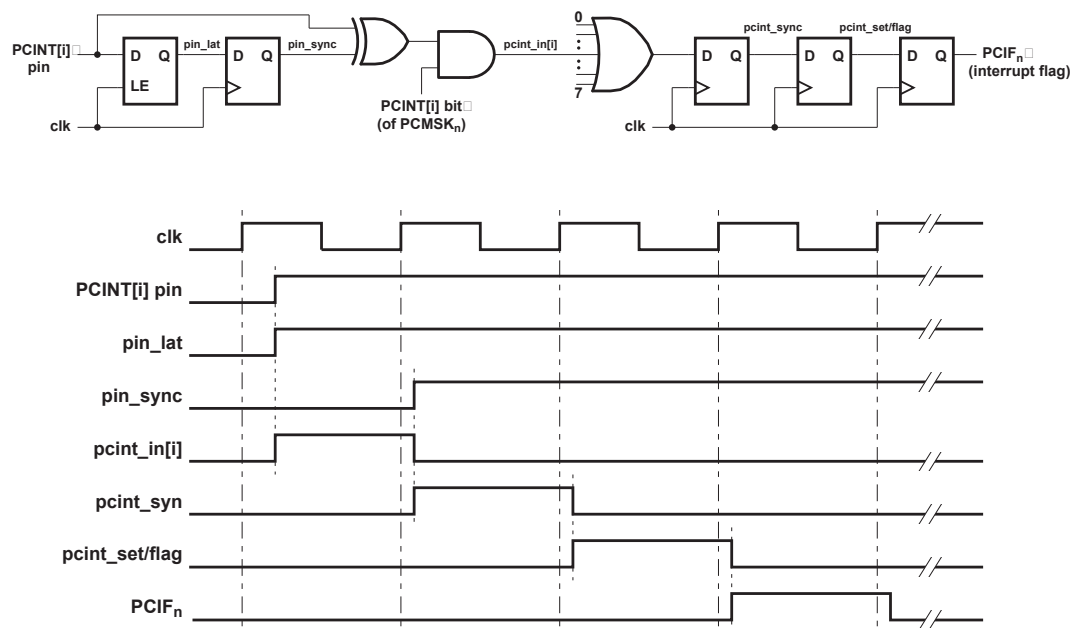 PCINT[i]
pin
D Q
LE
clk
pin_lat
D Q
pin_sync
PCINT[i] bit
(of PCMSKn)
pcint_in[i]
0
7
clk
D Q
pcint_sync
D Q
pcint_set/flag
D Q
PCIFn
(interrupt flag)
clk
PCINT[i] pin
pin_lat
pin_sync
pcint_in[i]
pcint_syn
pcint_set/flag
PCIFn